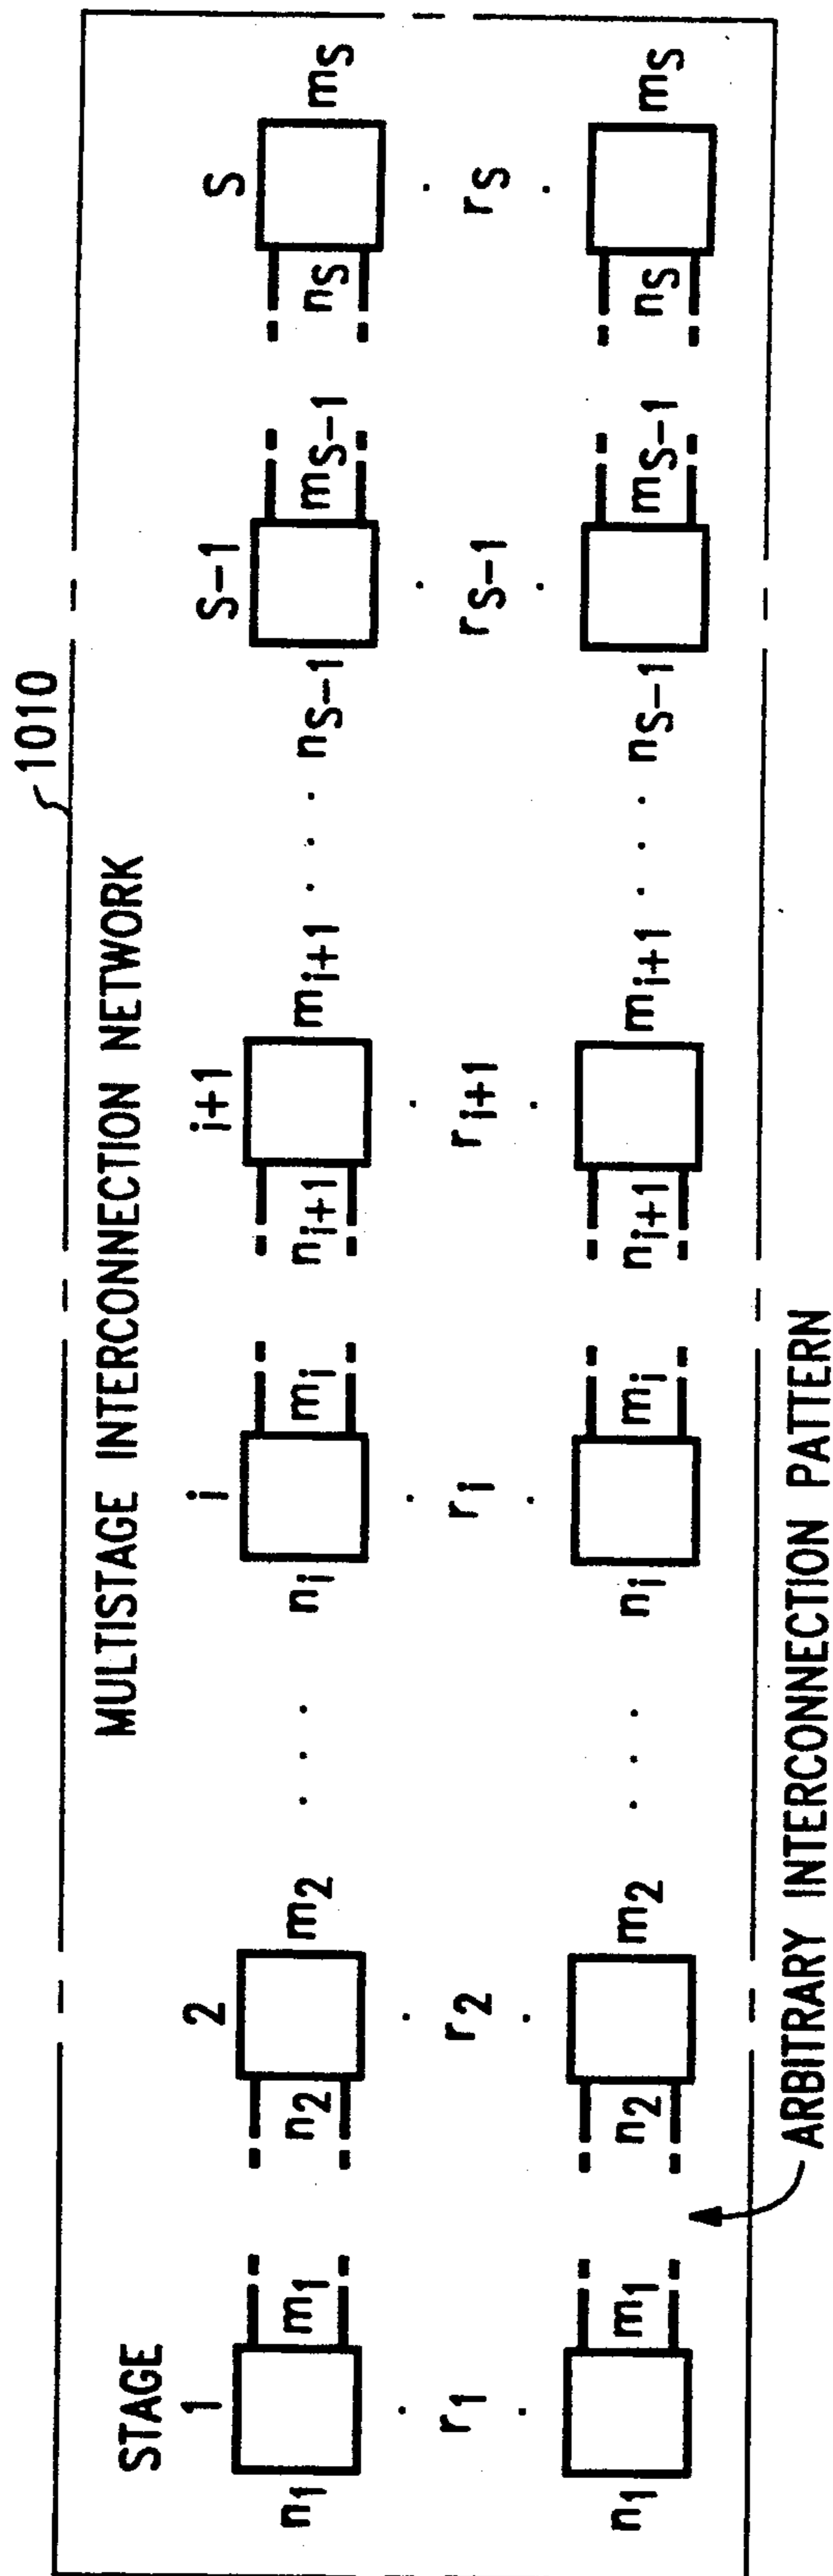 1010
MULTISTAGE INTERCONNECTION NETWORK
STAGE
1 2 i i+1 S-1 S
n1 m1 n2 m2 . . . ni mi ni+1 mi+1 . . . nS-1 mS-1 nS mS
r1 r2 ri ri+1 rS-1 rS
n1 m1 n2 m2 . . . ni mi ni+1 mi+1 . . . nS-1 mS-1 nS mS
ARBITRARY INTERCONNECTION PATTERN